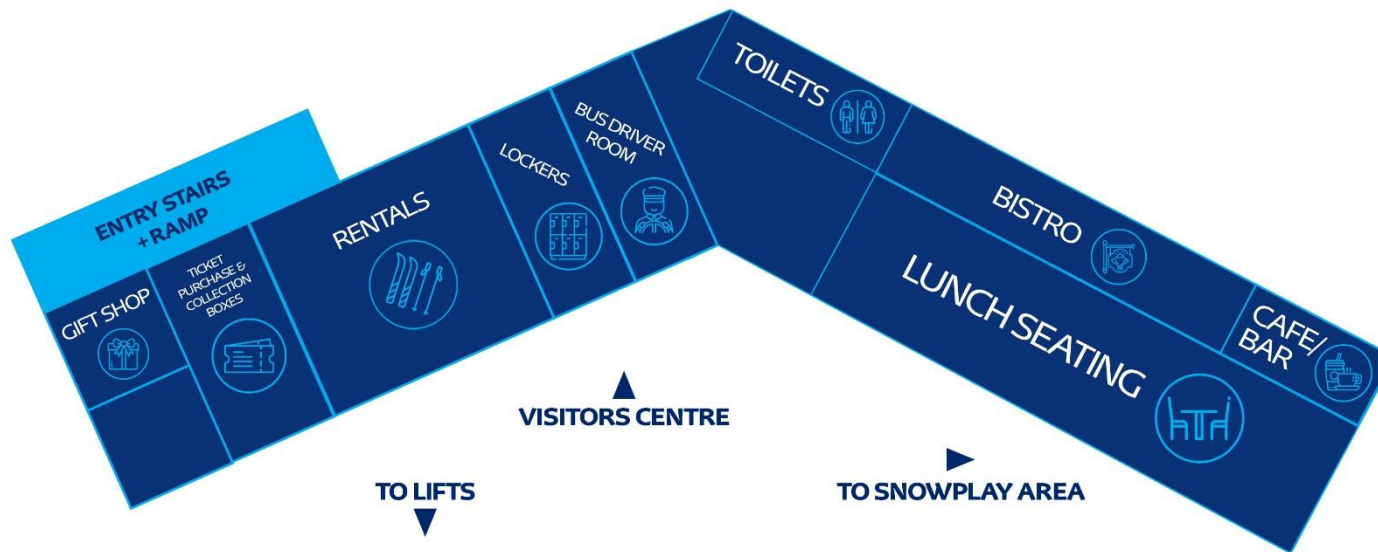 ENTRY STAIRS
+ RAMP
GIFT SHOP
TICKET
PURCHASE &
COLLECTION
BOXES
RENTALS
LOCKERS
BUS DRIVER
ROOM
TOILETS
BISTRO
LUNCH SEATING
CAFE/
BAR
VISITORS CENTRE
TO LIFTS
TO SNOWPLAY AREA